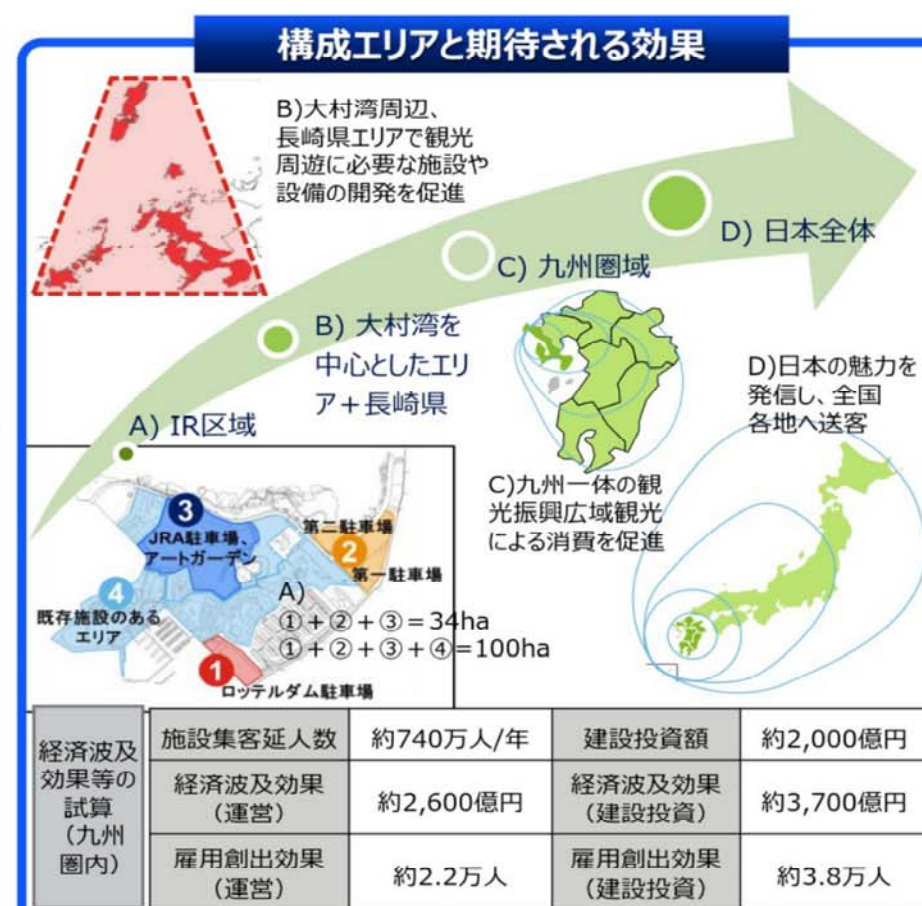 構成エリアと期待される効果
B)大村湾周辺、
長崎県エリアで観光
周遊に必要な施設や
設備の開発を促進
D) 日本全体
C) 九州圏域
B) 大村湾を
中心としたエリ
ア＋長崎県
A) IR区域
D)日本の魅力を
発信し、全国
各地へ送客
C)九州一体の観
光振興広域観光
による消費を促進
3
JRA駐車場、
アートガーデン
第二駐車場
2
第一駐車場
4
既存施設のある
エリア
A)
①＋②＋③＝34ha
①＋②＋③＋④=100ha
1
ロッテルダム駐車場
経済波及
効果等の
試算
（九州
圏内）
施設集客延人数
約740万人/年
建設投資額
約2,000億円
経済波及効果
（運営）
約2,600億円
経済波及効果
（建設投資）
約3,700億円
雇用創出効果
（運営）
約2.2万人
雇用創出効果
（建設投資）
約3.8万人